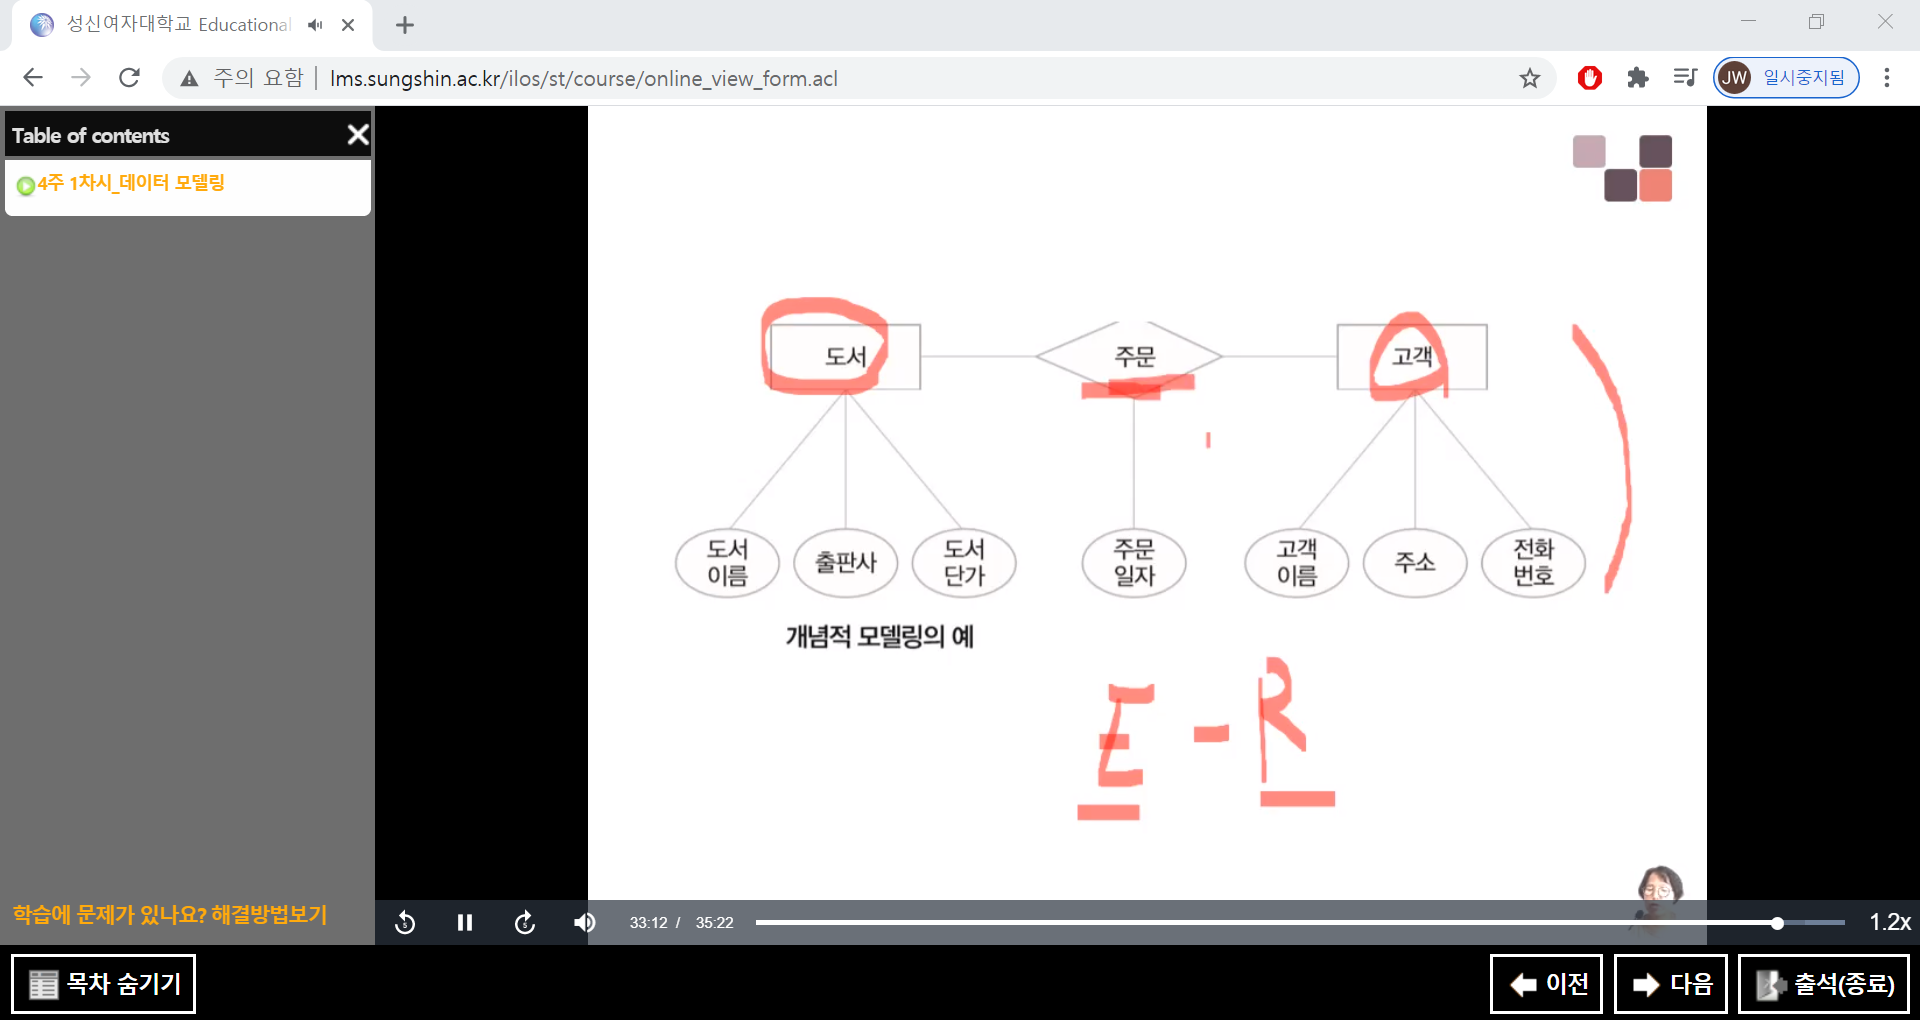 성신여자대학교 Educational
주의 요함 | lms.sungshin.ac.kr/ilos/st/course/online_view_form.acl
JW 일시중지됨
Table of contents
4주 1차시_데이터 모델링
도서
주문
고객
도서
이름
출판사
도서
단가
주문
일자
고객
이름
주소
전화
번호
개념적 모델링의 예
E - R
학습에 문제가 있나요? 해결방법보기
5
5
33:12 / 35:22
1.2x
목차 숨기기
이전
다음
출석(종료)